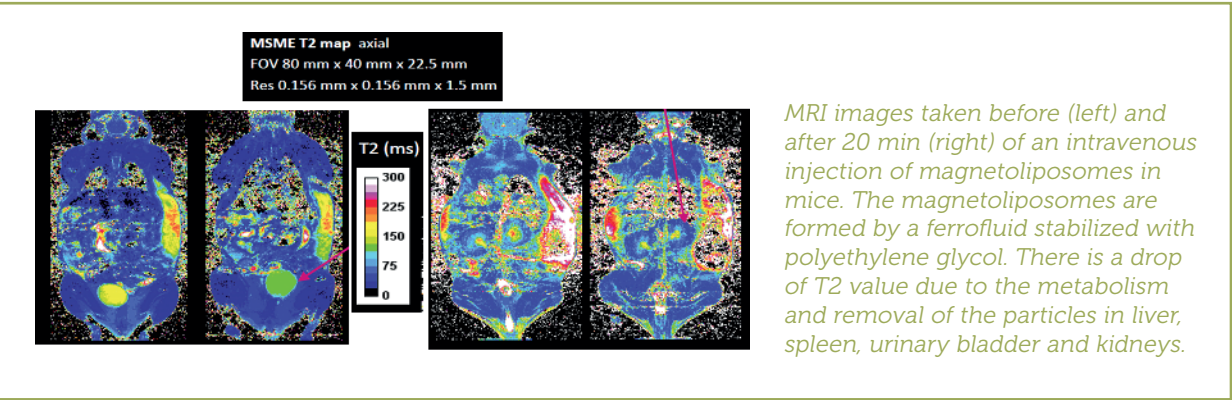 MSME T2 map axial
FOV 80 mm x 40 mm x 22.5 mm
Res 0.156 mm x 0.156 mm x 1.5 mm
T2 (ms)
300
225
150
75
0
MRI images taken before (left) and
after 20 min (right) of an intravenous
injection of magnetoliposomes in
mice. The magnetoliposomes are
formed by a ferrofluid stabilized with
polyethylene glycol. There is a drop
of T2 value due to the metabolism
and removal of the particles in liver,
spleen, urinary bladder and kidneys.